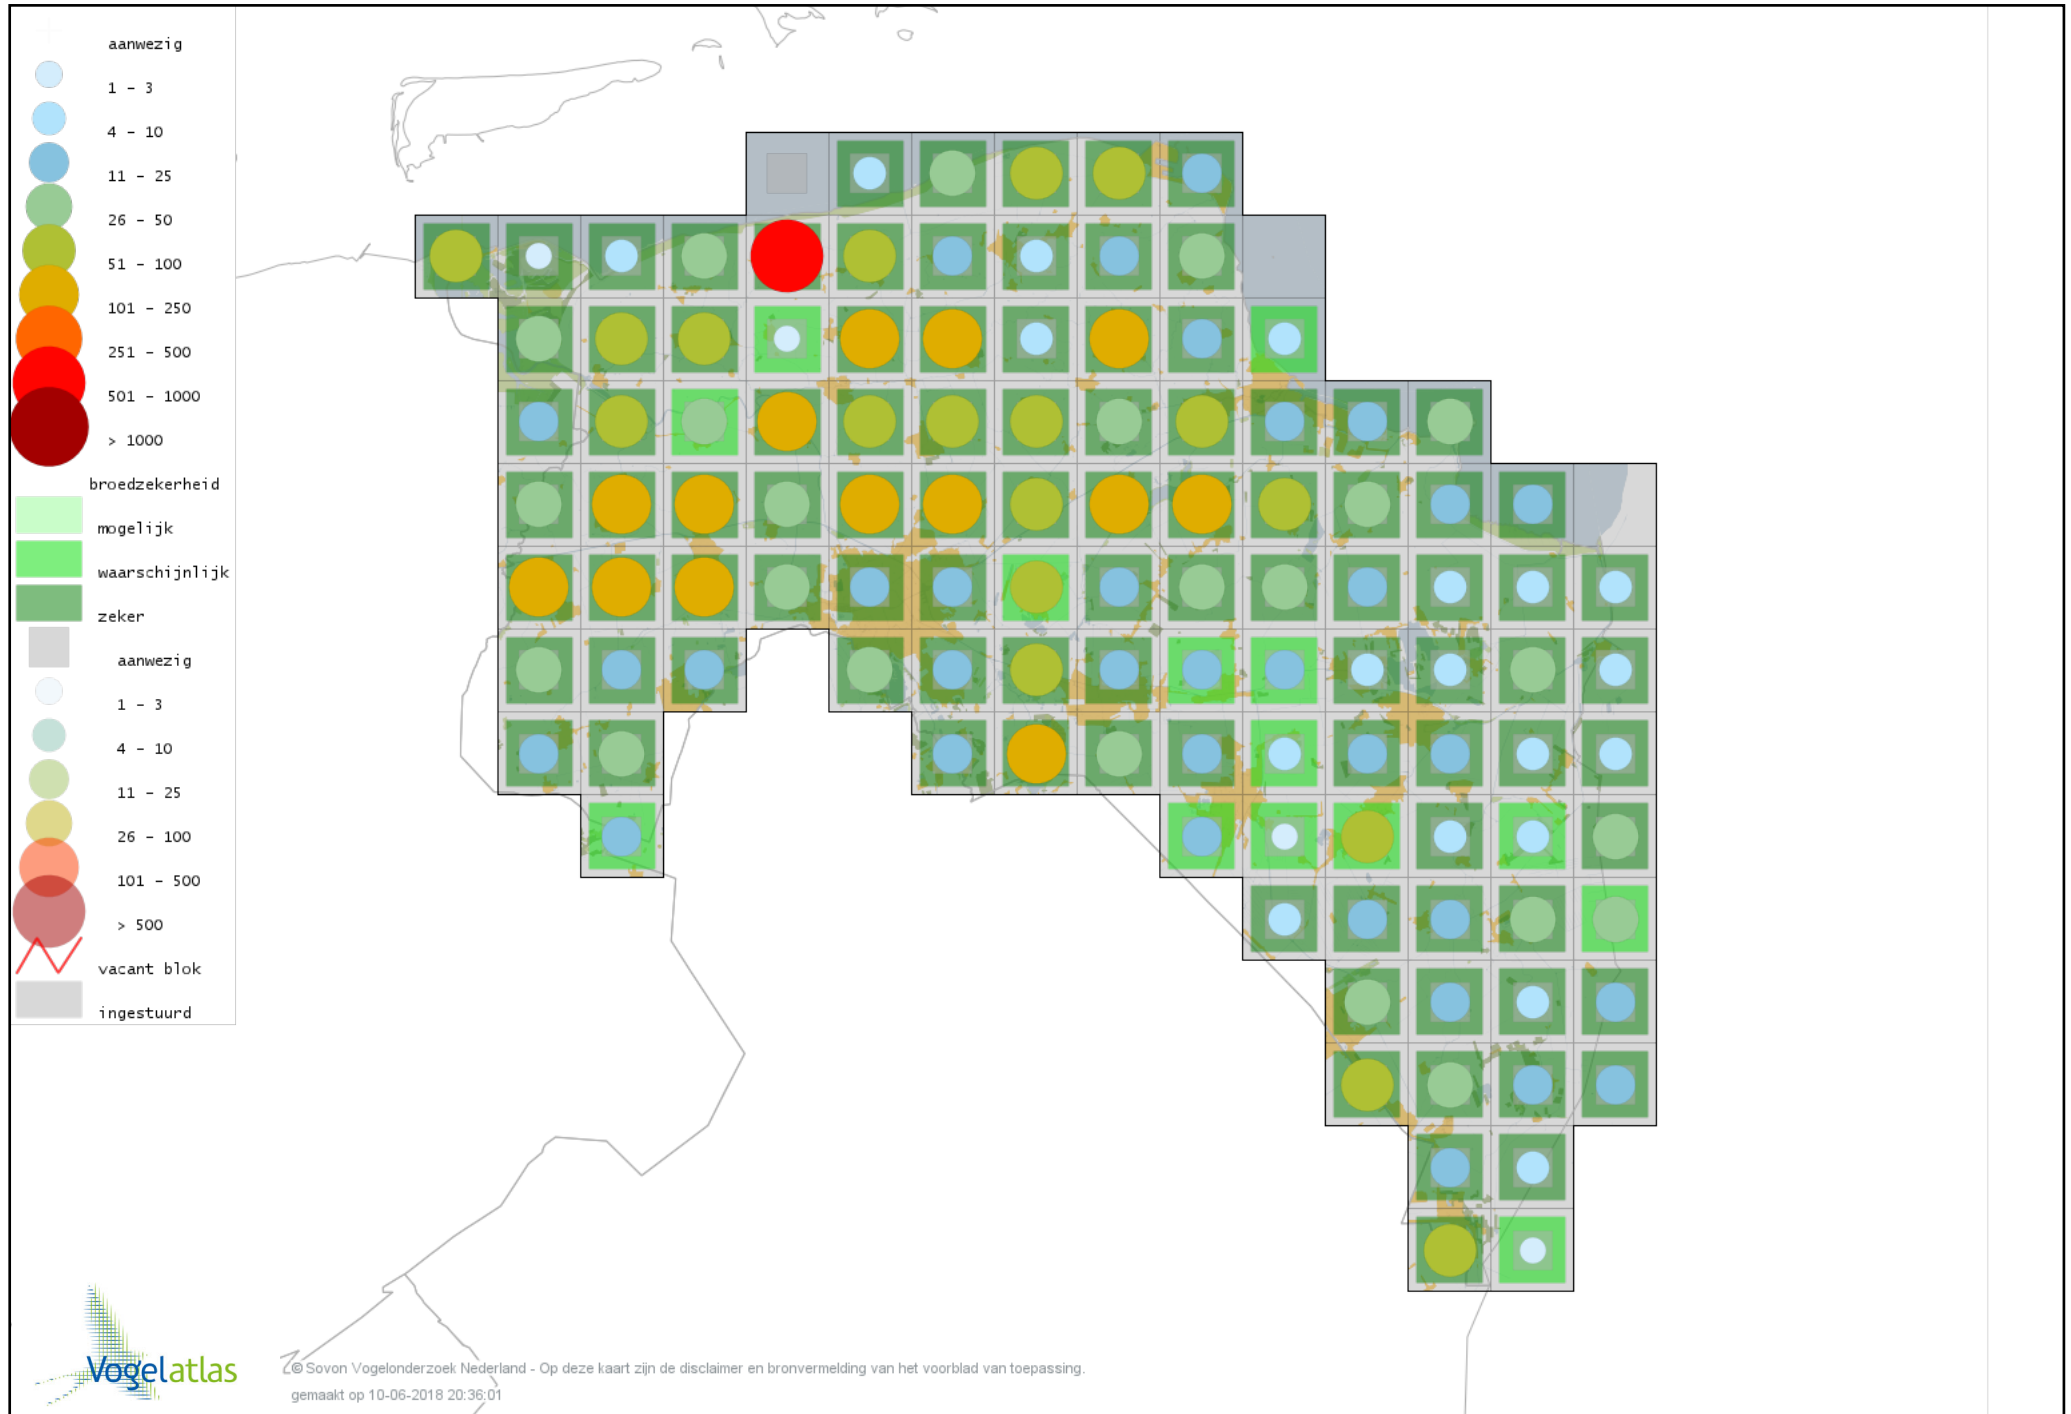 aanwezig
1 - 3
4 - 10
11 - 25
26 - 50
51 - 100
101 - 250
251 - 500
501 - 1000
> 1000
broedzekerheid
mogelijk
waarschijnlijk
zeker
aanwezig
1 - 3
4 - 10
11 - 25
26 - 100
101 - 500
> 500
vacant blok
ingestuurd
Vogelatlas
© Sovon Vogelonderzoek Nederland - Op deze kaart zijn de disclaimer en bronvermelding van het voorblad van toepassing.
gemaakt op 10-06-2018 20:36:01